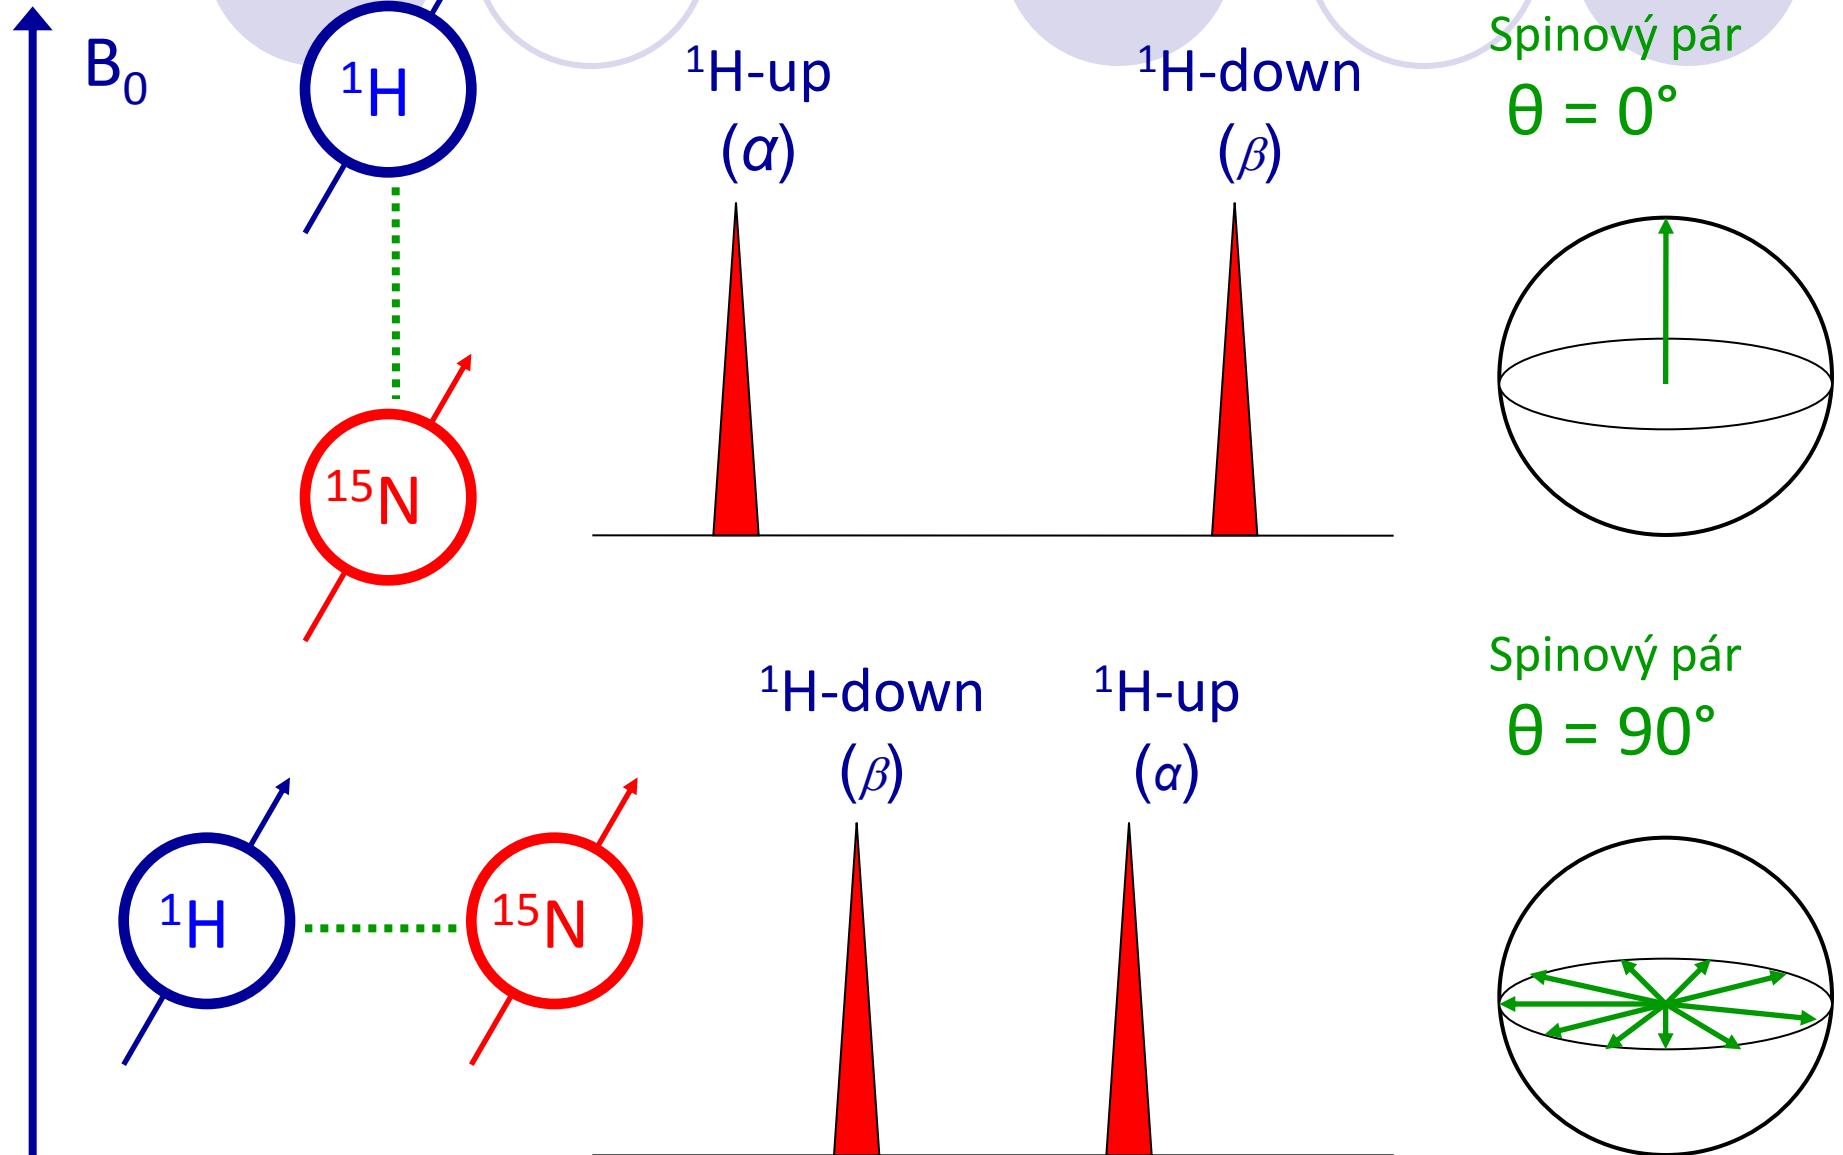 B₀
¹H
¹H-up
(α)
¹H-down
(β)
Spinový pár
θ = 0°
¹⁵N
¹H-down
(β)
¹H-up
(α)
Spinový pár
θ = 90°
¹H
¹⁵N